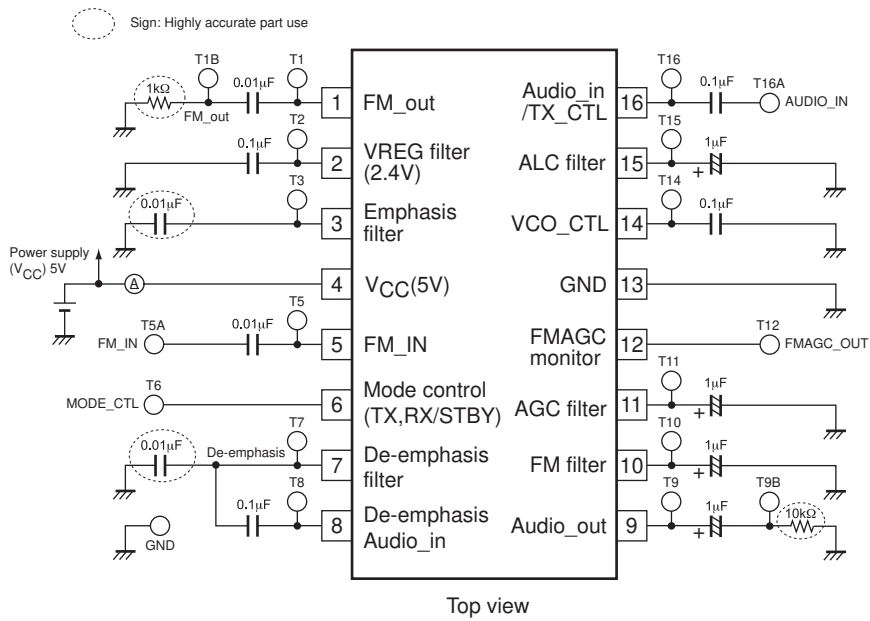 Sign: Highly accurate part use
T1B
T1
0.01μF
1kΩ
FM_out
1
FM_out
T2
0.1μF
2
VREG filter
(2.4V)
T3
0.01μF
3
Emphasis
filter
Power supply
(VCC) 5V
A
4
VCC(5V)
T5
T5A
0.01μF
FM_IN
5
FM_IN
T6
MODE_CTL
6
Mode control
(TX,RX/STBY)
T7
0.01μF
De-emphasis
7
De-emphasis
filter
T8
0.1μF
8
De-emphasis
Audio_in
GND
T16
0.1μF
T16A
Audio_in
/TX_CTL
16
AUDIO_IN
T15
1μF
ALC filter
15
+
T14
0.1μF
VCO_CTL
14
GND
13
T12
FMAGC
monitor
12
FMAGC_OUT
T11
1μF
AGC filter
11
+
T10
1μF
FM filter
10
+
T9
1μF
T9B
10kΩ
Audio_out
9
+
Top view